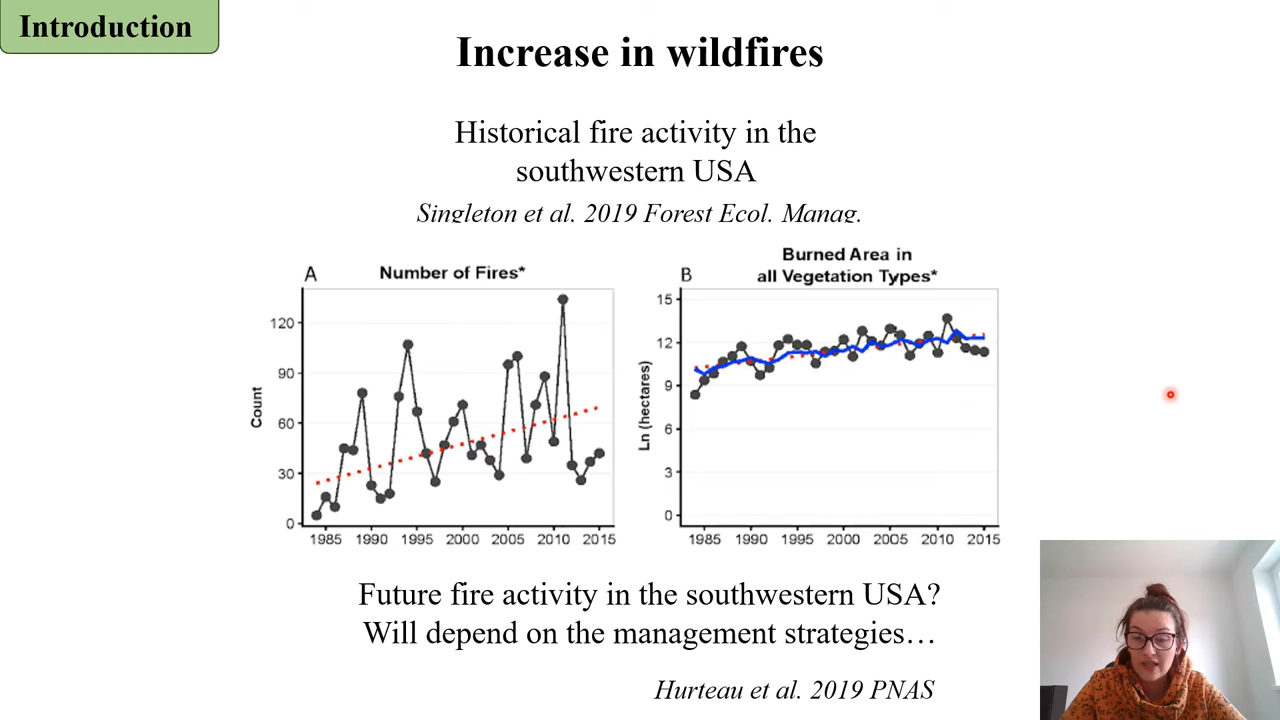 Introduction
Increase in wildfires
Historical fire activity in the
southwestern USA
Singleton et al. 2019 Forest Ecol. Manag.
A
Number of Fires*
120
90
60
30
0
Count
1985 1990 1995 2000 2005 2010 2015
B
Burned Area in
all Vegetation Types*
15
12
9
6
3
0
Ln (hectares)
1985 1990 1995 2000 2005 2010 2015
Future fire activity in the southwestern USA?
Will depend on the management strategies…
Hurteau et al. 2019 PNAS